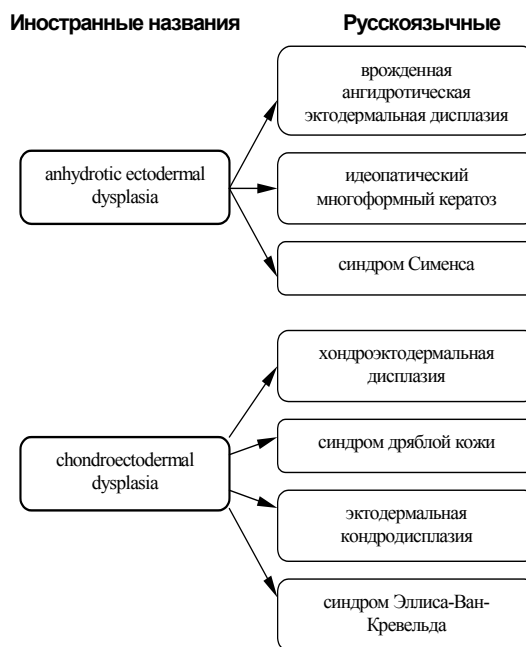 Иностранные названия
Русскоязычные
anhydrotic ectodermal
dysplasia
врожденная
ангидротическая
эктодермальная дисплазия
идеопатический
многоформный кератоз
синдром Сименса
chondroectodermal
dysplasia
хондроэктодермальная
дисплазия
синдром дряблой кожи
эктодермальная
кондродисплазия
синдром Эллиса-Ван-
Кревельда